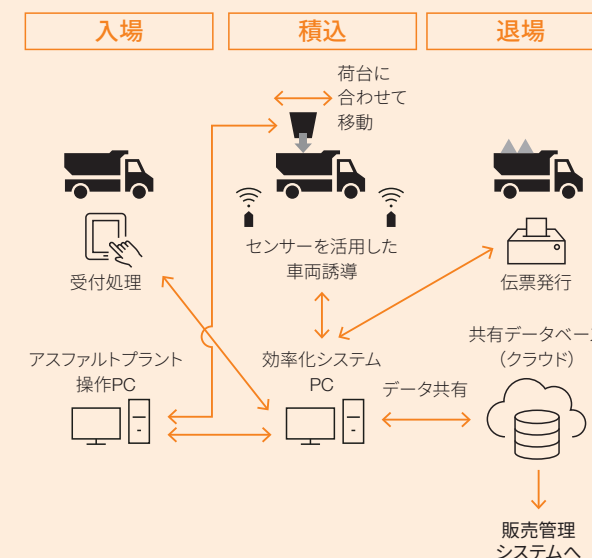 入場
積込
退場
荷台に
合わせて
移動
受付処理
センサーを活用した
車両誘導
伝票発行
アスファルトプラント
操作PC
効率化システム
PC
データ共有
共有データベース
（クラウド）
販売管理
システムへ